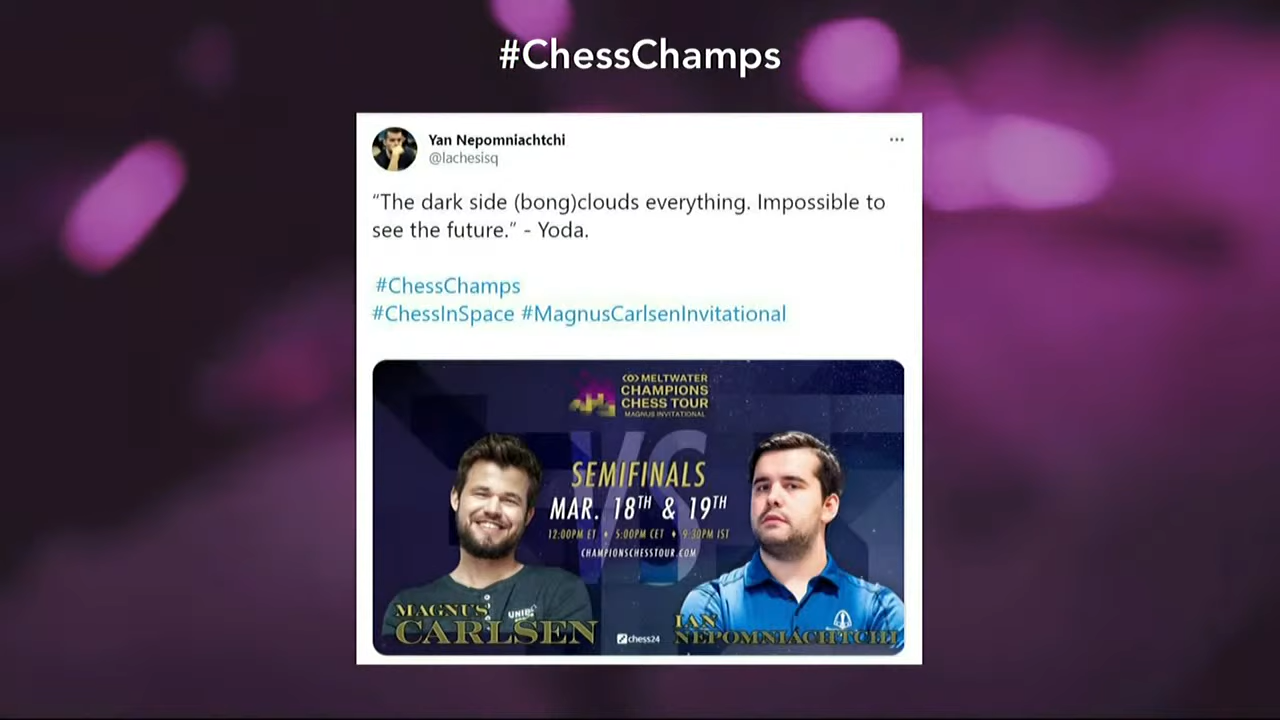 #ChessChamps
Yan Nepomniachtchi
@lachesisq
“The dark side (bong)clouds everything. Impossible to
see the future.” - Yoda.
#ChessChamps
#ChessInSpace #MagnusCarlsenInvitational
MELTWATER
CHAMPIONS
CHESS TOUR
MAGNUS INVITATIONAL
VS
SEMIFINALS
MAR. 18TH & 19TH
12:00PM ET ♦ 5:00PM CET ♦ 9:30PM IST
CHAMPIONSCHESSTOUR.COM
MAGNUS
CARLSEN
chess24
IAN
NEPOMNIACHTCHI